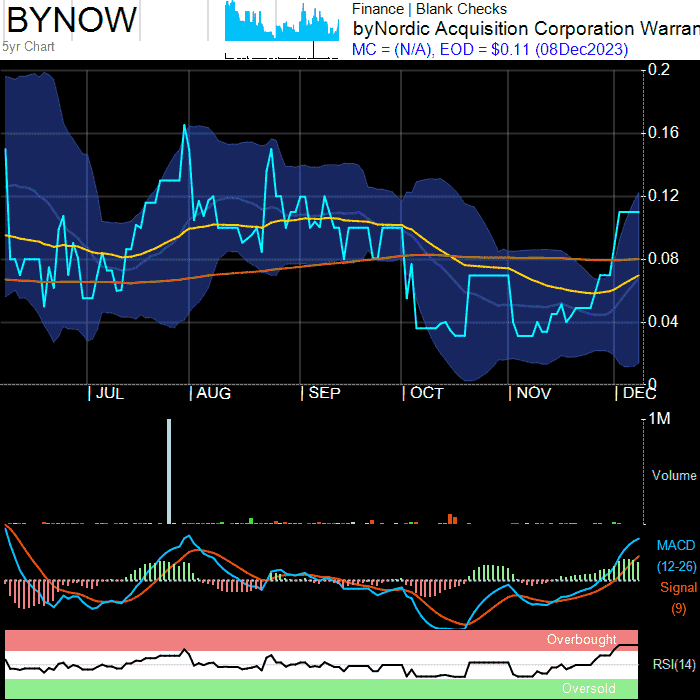 BYNOW
5yr Chart
Finance | Blank Checks
byNordic Acquisition Corporation Warran
MC = (N/A), EOD = $0.11 (08Dec2023)
0.2
0.16
0.12
0.08
0.04
0
JUL AUG SEP OCT NOV DEC
1M
Volume
MACD
(12-26)
Signal
(9)
Overbought
RSI(14)
Oversold